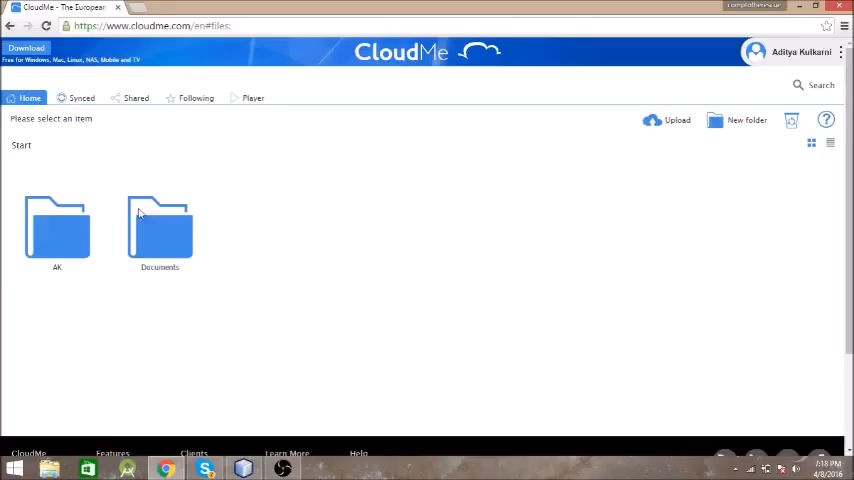 CloudMe - The European
comptotherescue
https://www.cloudme.com/en#files:
Download
Free for Windows, Mac, Linux, NAS, Mobile and TV
CloudMe
Aditya Kulkarni
Search
Home Synced Shared Following Player
Please select an item
Upload New folder ?
Start
AK Documents
CloudMe Features Clients Learn More Help
7:18 PM
4/8/2016